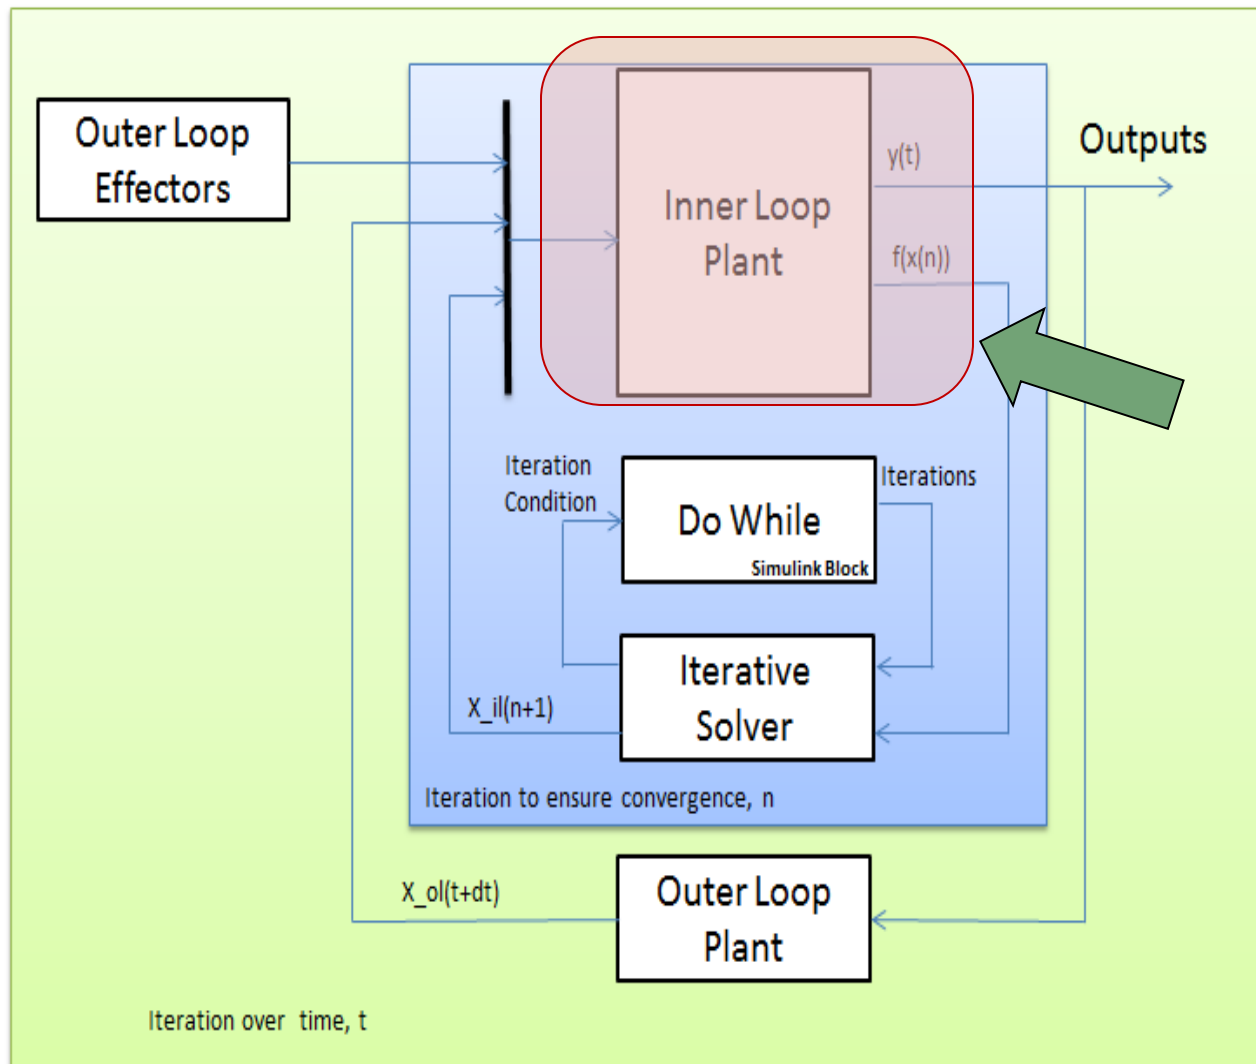 Outer Loop
Effectors
y(t)
Outputs
Inner Loop
Plant
f(x(n))
Iteration
Condition
Iterations
Do While
Simulink Block
Iterative
Solver
X_il(n+1)
Iteration to ensure convergence, n
X_ol(t+dt)
Outer Loop
Plant
Iteration over time, t